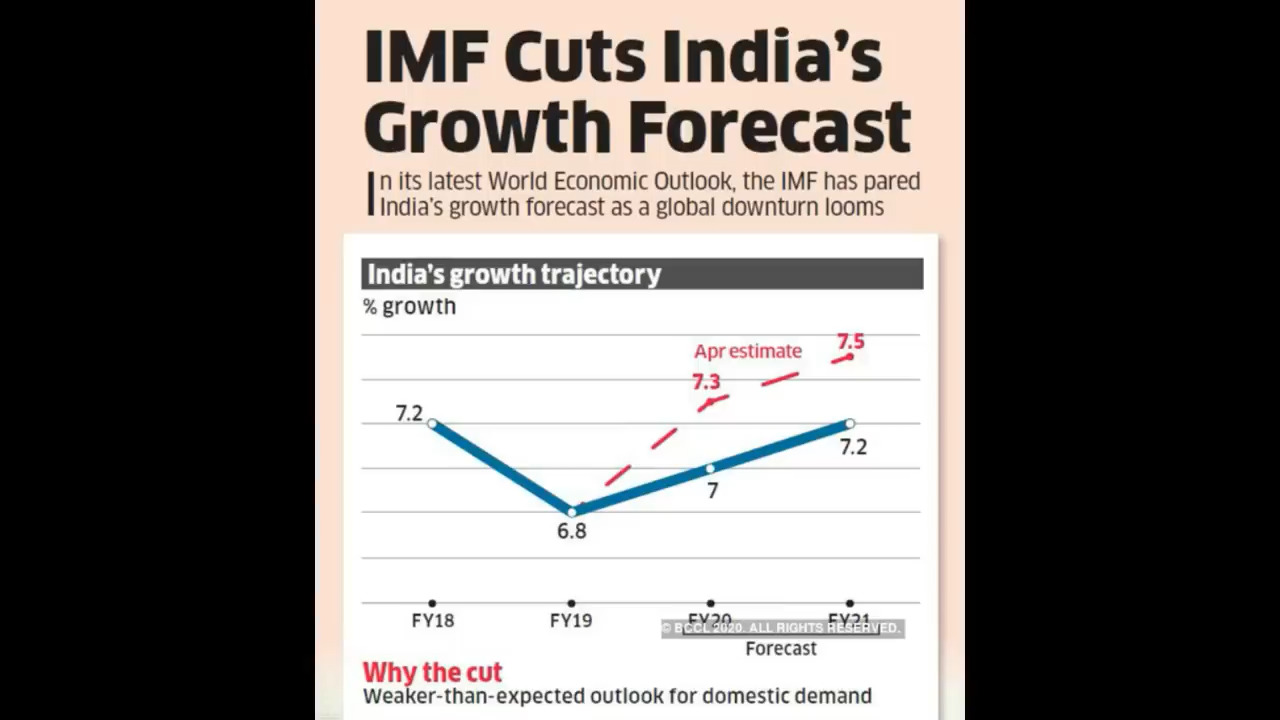 IMF Cuts India's
Growth Forecast
In its latest World Economic Outlook, the IMF has pared
India's growth forecast as a global downturn looms
India's growth trajectory
% growth
Apr estimate
7.5
7.3
7.2
7.2
7
6.8
FY18 FY19 FY20 FY21
© BCCL 2020. ALL RIGHTS RESERVED.
Forecast
Why the cut
Weaker-than-expected outlook for domestic demand